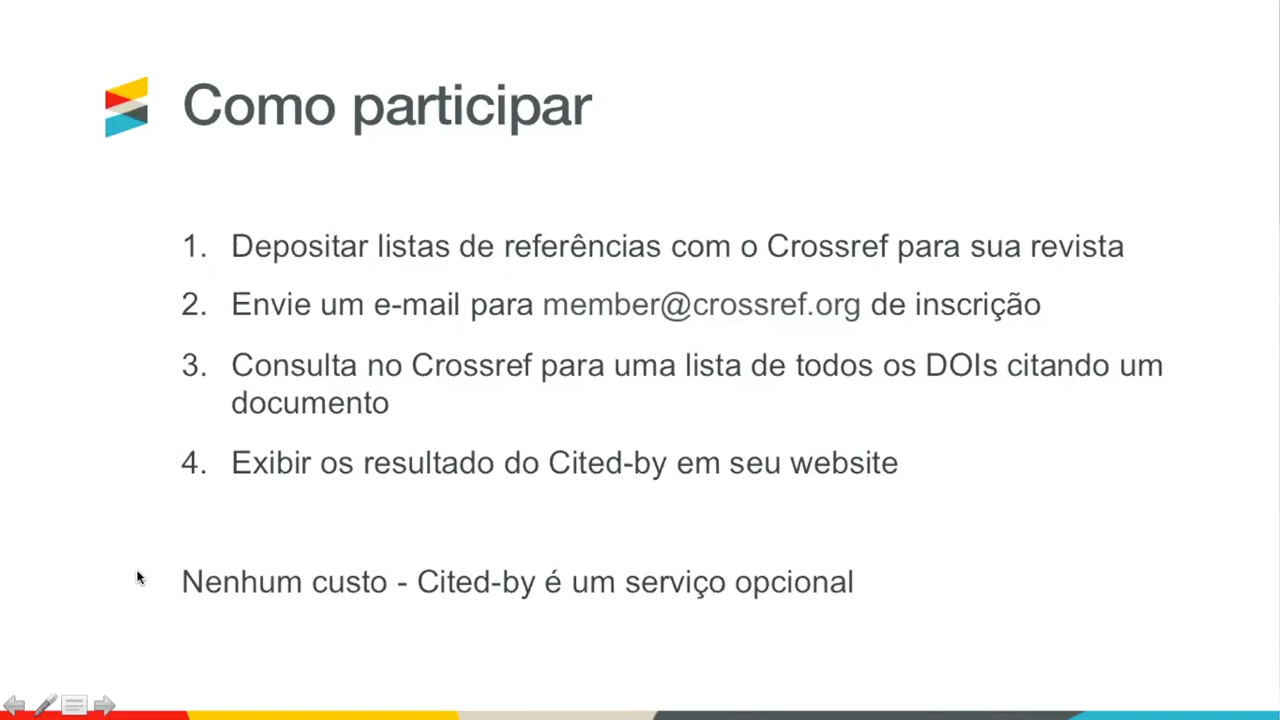 Como participar
1. Depositar listas de referências com o Crossref para sua revista
2. Envie um e-mail para member@crossref.org de inscrição
3. Consulta no Crossref para uma lista de todos os DOIs citando um
documento
4. Exibir os resultado do Cited-by em seu website
Nenhum custo - Cited-by é um serviço opcional